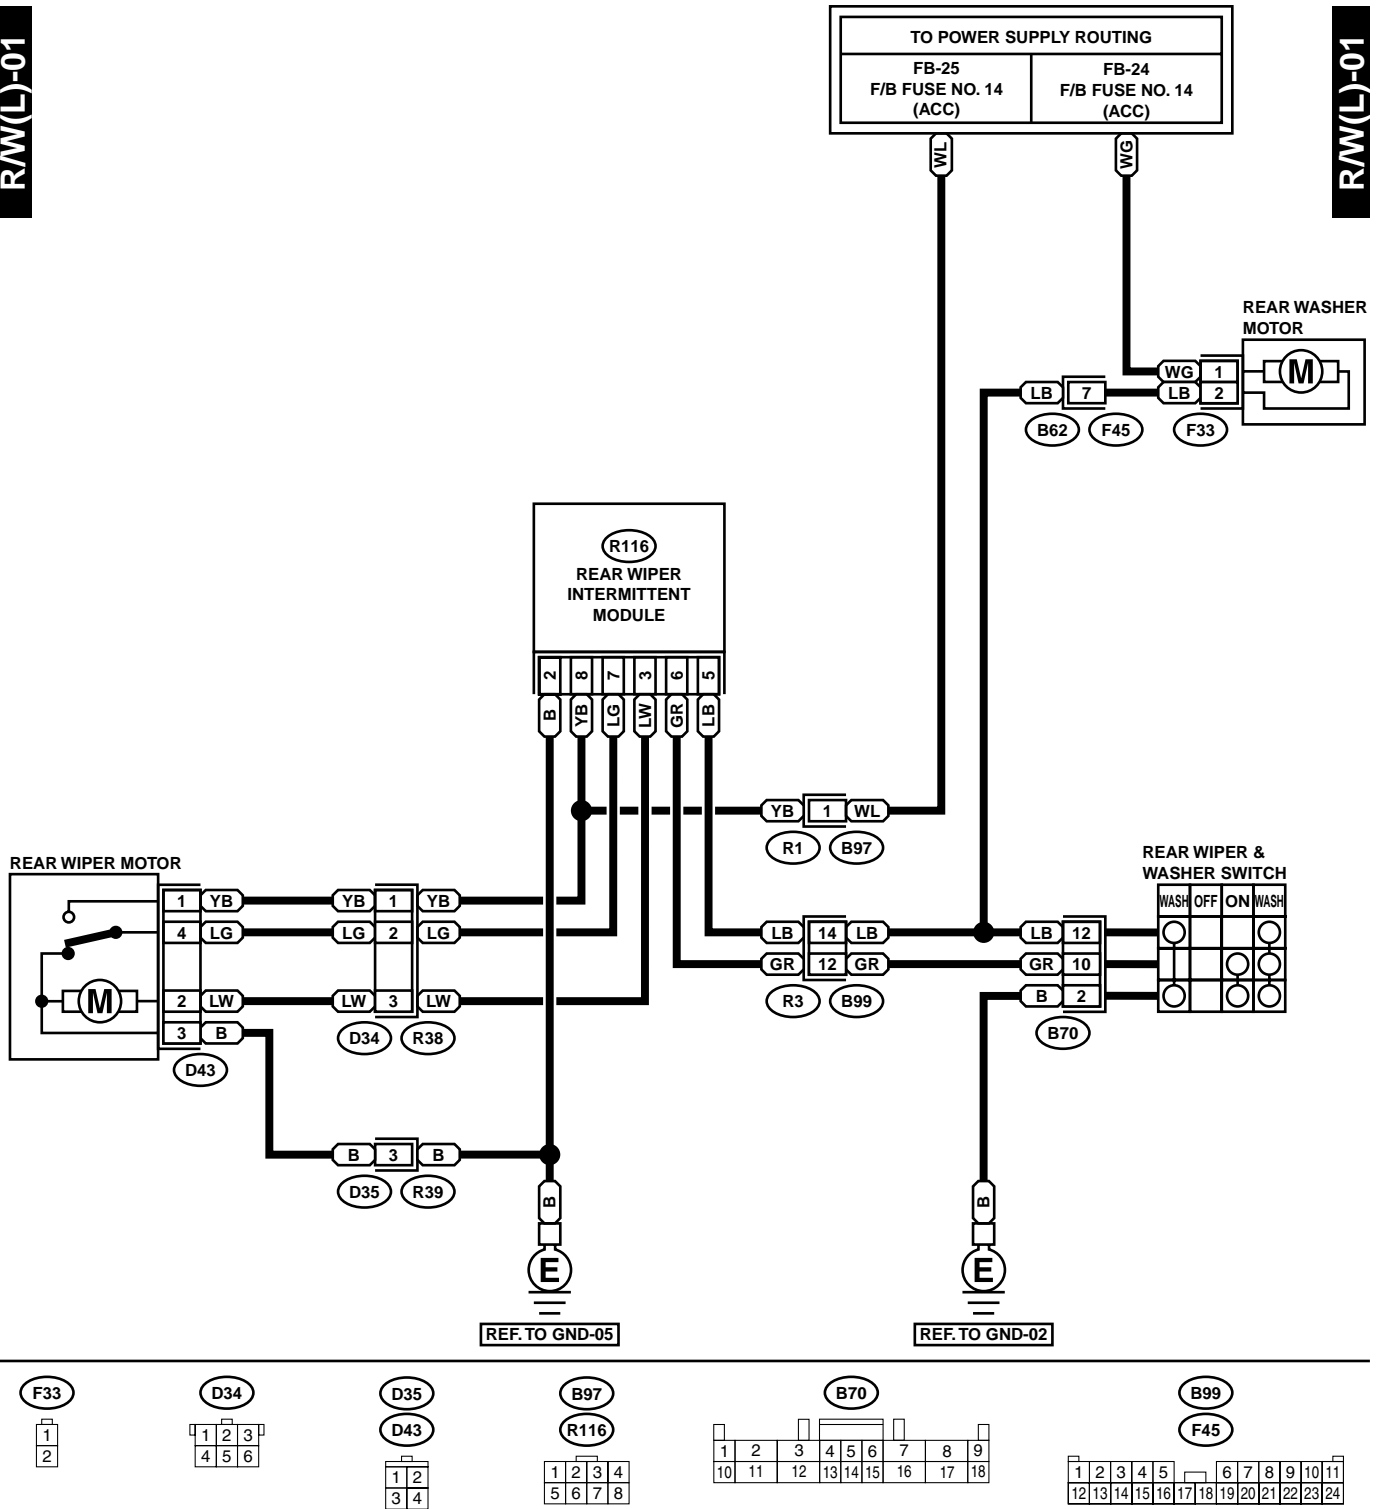 R/W(L)-01
R/W(L)-01
TO POWER SUPPLY ROUTING
FB-25
F/B FUSE NO. 14
(ACC)
FB-24
F/B FUSE NO. 14
(ACC)
WL
WG
REAR WASHER
MOTOR
WG 1
LB 7 LB 2
M
B62 F45 F33
R116
REAR WIPER
INTERMITTENT
MODULE
2 8 7 3 6 5
B YB LG LW GR LB
YB 1 WL
R1 B97
REAR WIPER MOTOR
REAR WIPER &
WASHER SWITCH
WASH OFF ON WASH
1 YB YB 1 YB
4 LG LG 2 LG
LB 14 LB LB 12
GR 12 GR GR 10
M
2 LW LW 3 LW
B 2
R3 B99
3 B
D34 R38
B70
D43
B 3 B
D35 R39
B
B
E
E
REF. TO GND-05
REF. TO GND-02
F33
1
2
D34
1 2 3
4 5 6
D35
D43
1 2
3 4
B97
R116
1 2 3 4
5 6 7 8
B70
1 2 3 4 5 6 7 8 9
10 11 12 13 14 15 16 17 18
B99
F45
1 2 3 4 5 6 7 8 9 10 11
12 13 14 15 16 17 18 19 20 21 22 23 24